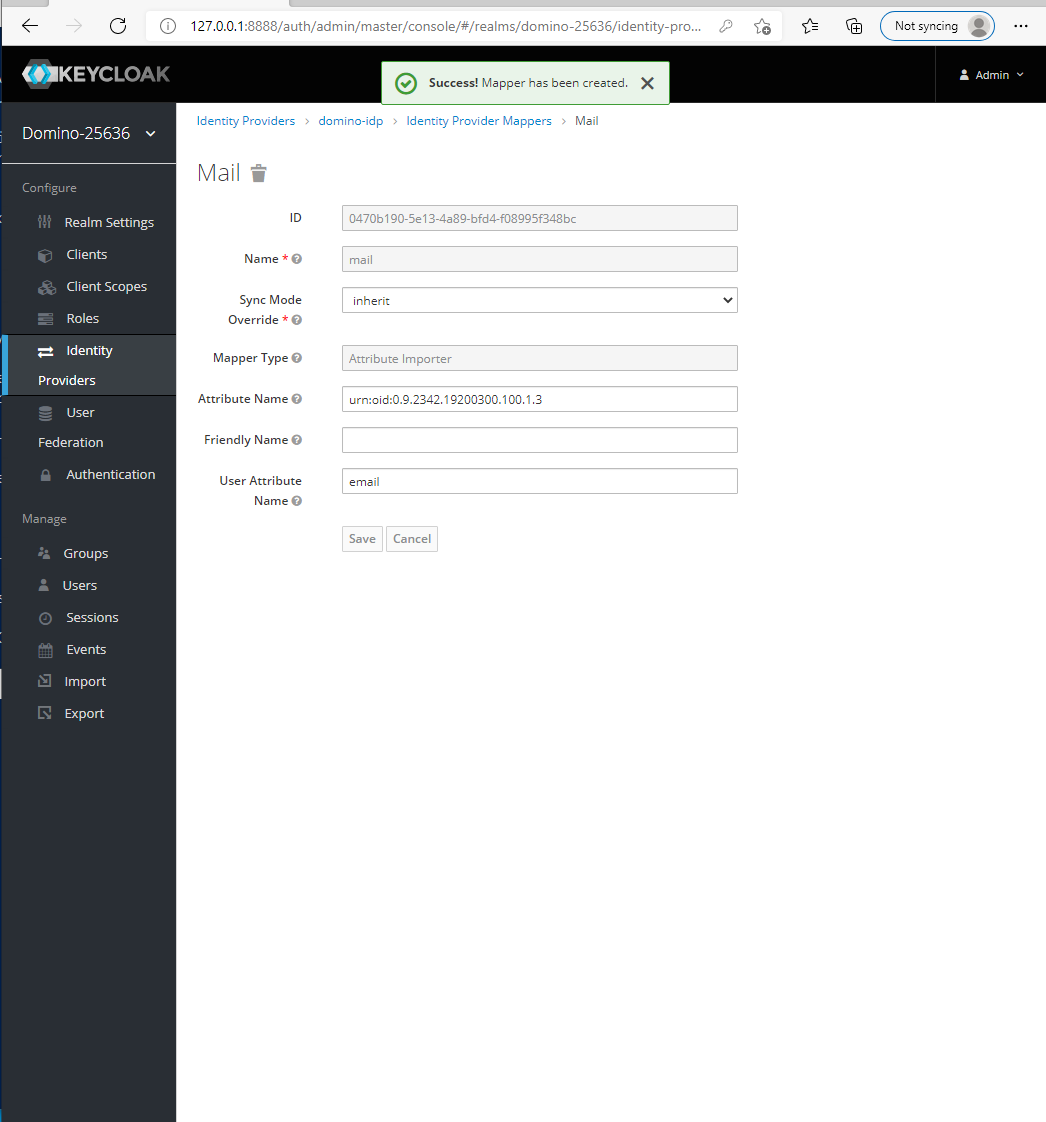 127.0.0.1:8888/auth/admin/master/console/#/realms/domino-25636/identity-pro...
Not syncing
KEYCLOAK
Success! Mapper has been created.
Admin
Domino-25636
Identity Providers > domino-idp > Identity Provider Mappers > Mail
Mail
Configure
Realm Settings
Clients
Client Scopes
Roles
Identity
Providers
User
Federation
Authentication
Manage
Groups
Users
Sessions
Events
Import
Export
ID
0470b190-5e13-4a89-bfd4-f08995f348bc
Name *
mail
Sync Mode
Override *
inherit
Mapper Type
Attribute Importer
Attribute Name
urn:oid:0.9.2342.19200300.100.1.3
Friendly Name
User Attribute
Name
email
Save Cancel